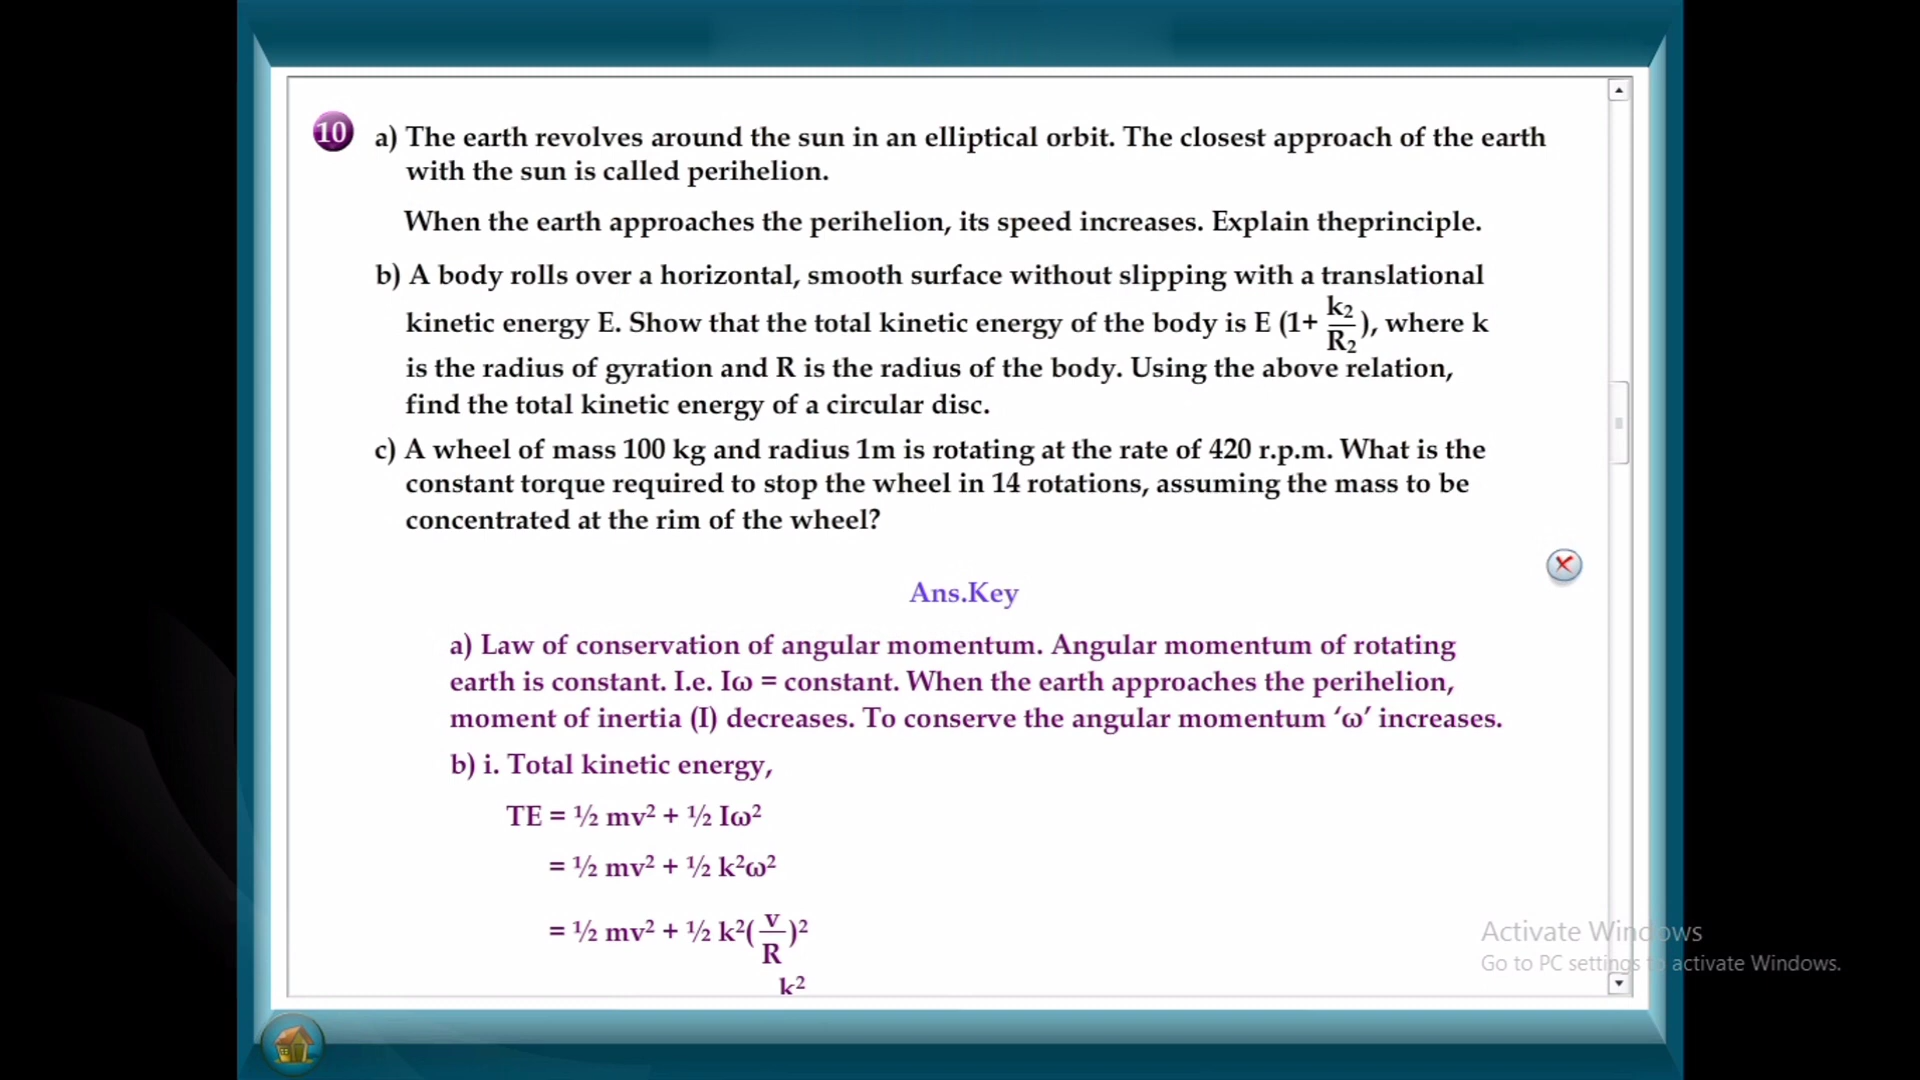 10 a) The earth revolves around the sun in an elliptical orbit. The closest approach of the earth
with the sun is called perihelion.
When the earth approaches the perihelion, its speed increases. Explain theprinciple.
b) A body rolls over a horizontal, smooth surface without slipping with a translational
kinetic energy E. Show that the total kinetic energy of the body is E (1+ k₂/R₂), where k
is the radius of gyration and R is the radius of the body. Using the above relation,
find the total kinetic energy of a circular disc.
c) A wheel of mass 100 kg and radius 1m is rotating at the rate of 420 r.p.m. What is the
constant torque required to stop the wheel in 14 rotations, assuming the mass to be
concentrated at the rim of the wheel?
Ans.Key
a) Law of conservation of angular momentum. Angular momentum of rotating
earth is constant. I.e. Iω = constant. When the earth approaches the perihelion,
moment of inertia (I) decreases. To conserve the angular momentum ‘ω’ increases.
b) i. Total kinetic energy,
TE = ½ mv² + ½ Iω²
= ½ mv² + ½ k²ω²
= ½ mv² + ½ k²(v/R)²
k²
Activate Windows
Go to PC settings to activate Windows.